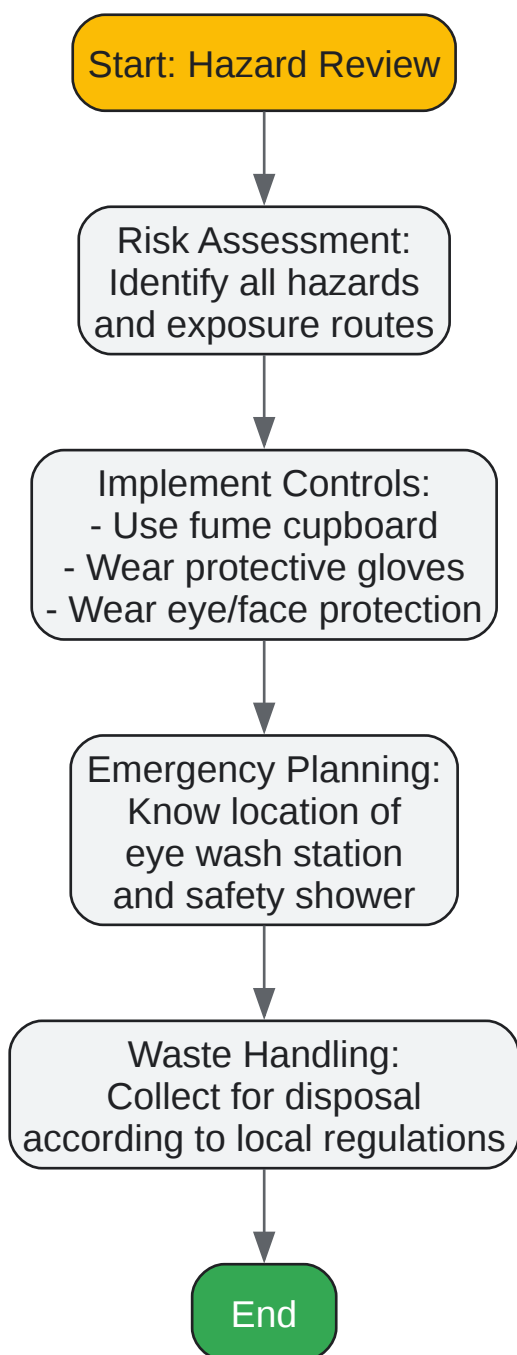 Start: Hazard Review
Risk Assessment:
Identify all hazards
and exposure routes
Implement Controls:
- Use fume cupboard
- Wear protective gloves
- Wear eye/face protection
Emergency Planning:
Know location of
eye wash station
and safety shower
Waste Handling:
Collect for disposal
according to local regulations
End